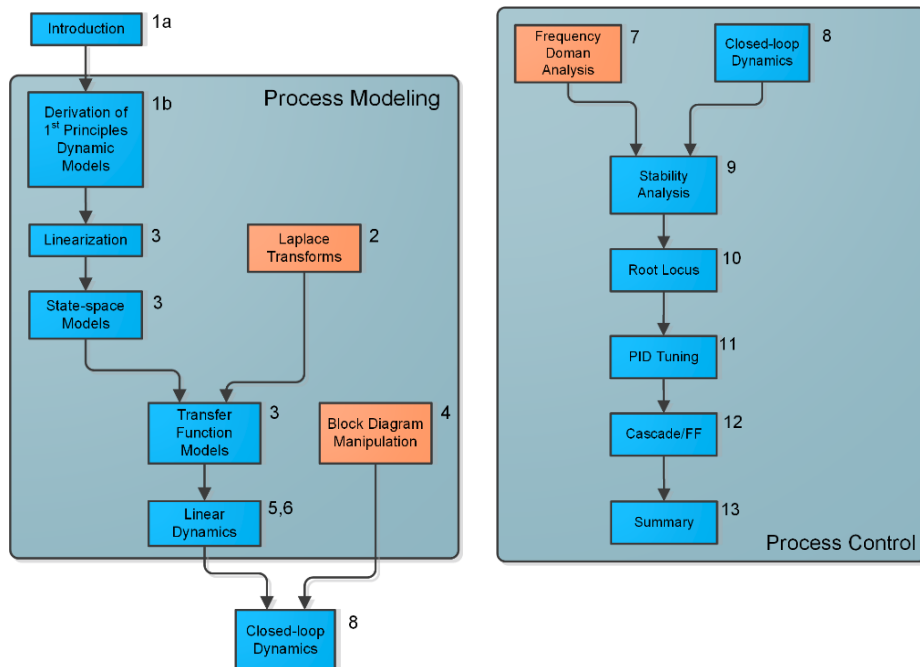 Introduction
1a
Process Modeling
Derivation of
1st Principles
Dynamic
Models
1b
Linearization
3
Laplace
Transforms
2
State-space
Models
3
Transfer
Function
Models
3
Block Diagram
Manipulation
4
Linear
Dynamics
5,6
Closed-loop
Dynamics
8
Frequency
Doman
Analysis
7
Closed-loop
Dynamics
8
Stability
Analysis
9
Root Locus
10
PID Tuning
11
Cascade/FF
12
Summary
13
Process Control